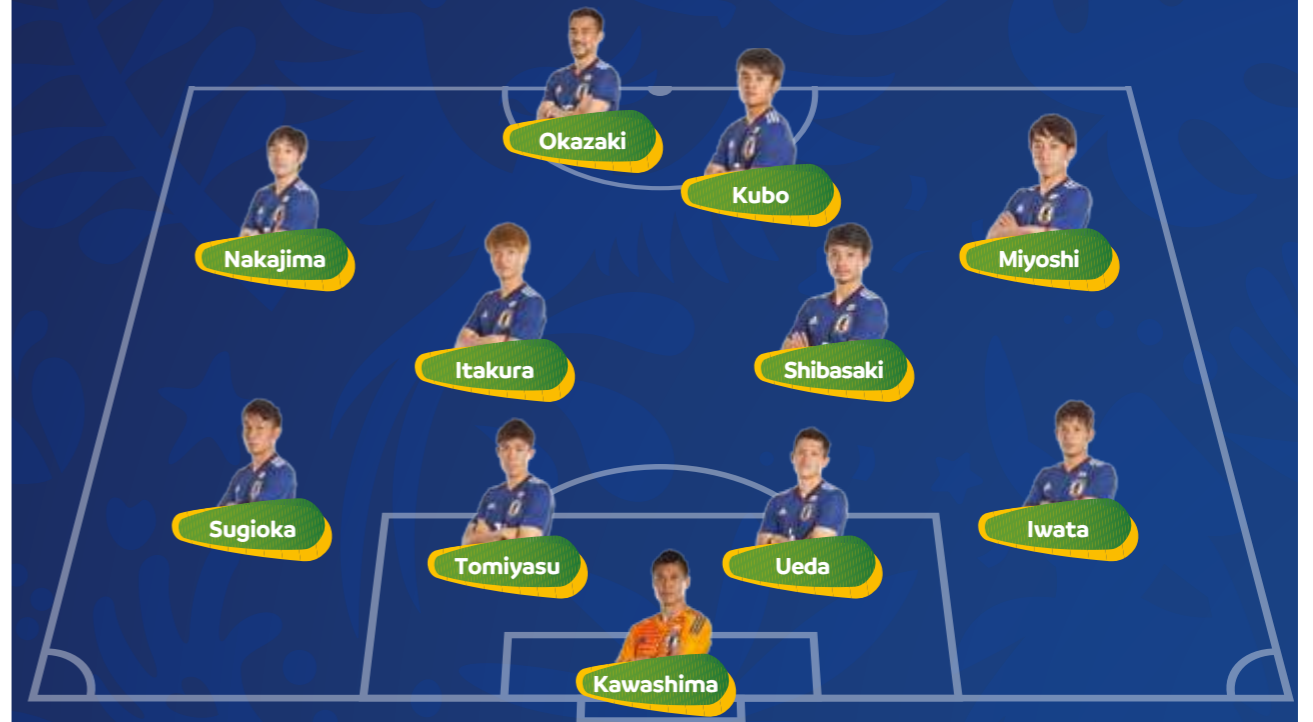 Okazaki
Kubo
Nakajima
Miyoshi
Itakura
Shibasaki
Sugioka
Iwata
Tomiyasu
Ueda
Kawashima